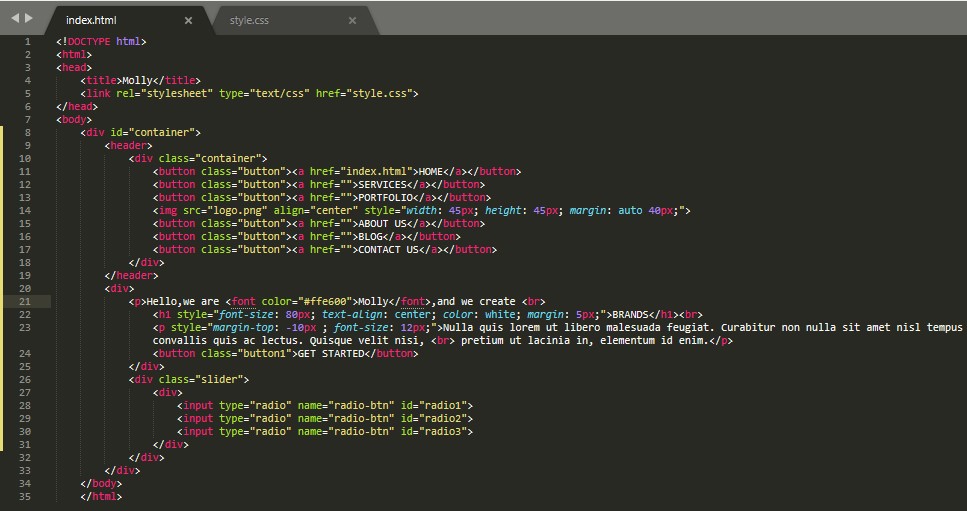 index.html × style.css ×
1 <!DOCTYPE html>
2 <html>
3 <head>
4 <title>Molly</title>
5 <link rel="stylesheet" type="text/css" href="style.css">
6 </head>
7 <body>
8 <div id="container">
9 <header>
10 <div class="container">
11 <button class="button"><a href="index.html">HOME</a></button>
12 <button class="button"><a href="">SERVICES</a></button>
13 <button class="button"><a href="">PORTFOLIO</a></button>
14 <img src="logo.png" align="center" style="width: 45px; height: 45px; margin: auto 40px;">
15 <button class="button"><a href="">ABOUT US</a></button>
16 <button class="button"><a href="">BLOG</a></button>
17 <button class="button"><a href="">CONTACT US</a></button>
18 </div>
19 </header>
20 <div>
21 <p>Hello,we are <font color="#ffe600">Molly</font>,and we create <br>
22 <h1 style="font-size: 80px; text-align: center; color: white; margin: 5px;">BRANDS</h1><br>
23 <p style="margin-top: -10px ; font-size: 12px;">Nulla quis lorem ut libero malesuada feugiat. Curabitur non nulla sit amet nisl tempus
convallis quis ac lectus. Quisque velit nisi, <br> pretium ut lacinia in, elementum id enim.</p>
24 <button class="button1">GET STARTED</button>
25 </div>
26 <div class="slider">
27 <div>
28 <input type="radio" name="radio-btn" id="radio1">
29 <input type="radio" name="radio-btn" id="radio2">
30 <input type="radio" name="radio-btn" id="radio3">
31 </div>
32 </div>
33 </div>
34 </body>
35 </html>